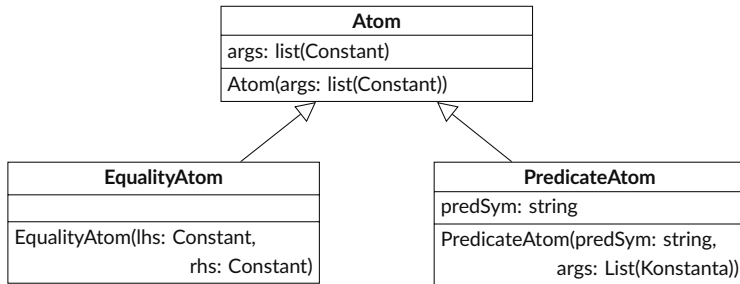 Atom
args: list(Constant)
Atom(args: list(Constant))
EqualityAtom
EqualityAtom(lhs: Constant,
rhs: Constant)
PredicateAtom
predSym: string
PredicateAtom(predSym: string,
args: List(Konstanta))